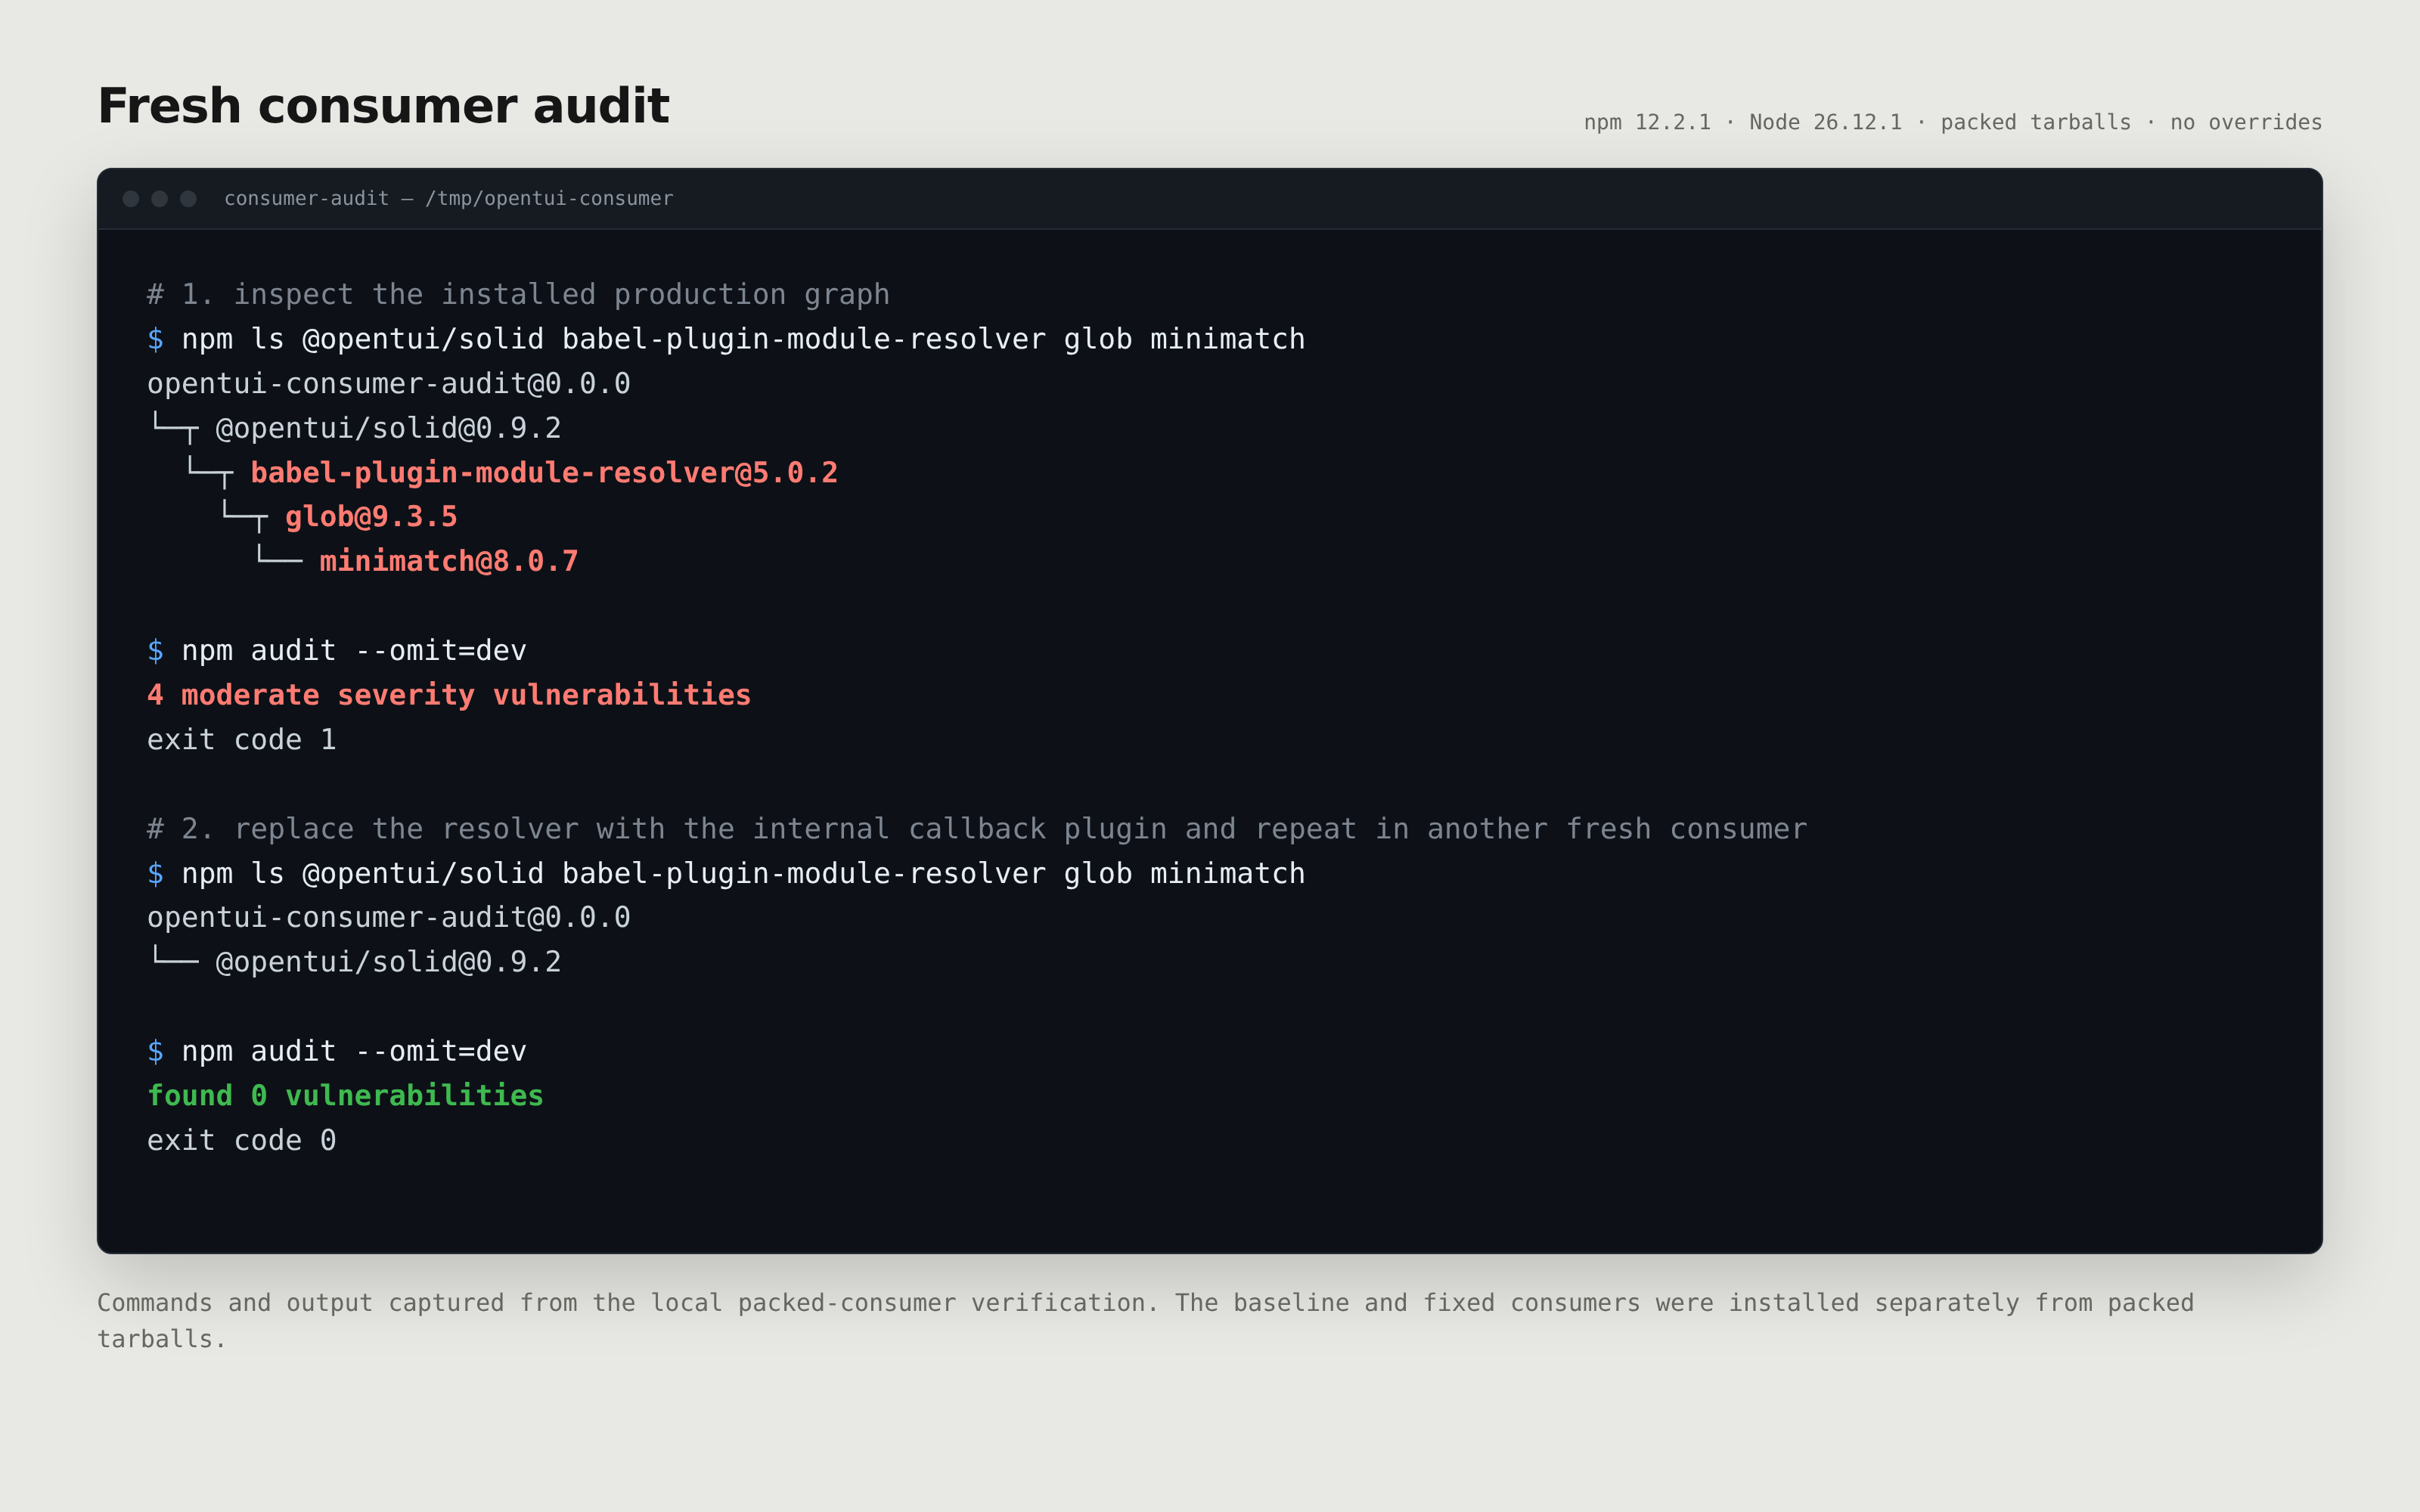 Fresh consumer audit
npm 12.2.1 · Node 26.12.1 · packed tarballs · no overrides
consumer-audit — /tmp/opentui-consumer
# 1. inspect the installed production graph
$ npm ls @opentui/solid babel-plugin-module-resolver glob minimatch
opentui-consumer-audit@0.0.0
└─┬ @opentui/solid@0.9.2
  └─┬ babel-plugin-module-resolver@5.0.2
    └─┬ glob@9.3.5
      └── minimatch@8.0.7
$ npm audit --omit=dev
4 moderate severity vulnerabilities
exit code 1
# 2. replace the resolver with the internal callback plugin and repeat in another fresh consumer
$ npm ls @opentui/solid babel-plugin-module-resolver glob minimatch
opentui-consumer-audit@0.0.0
└── @opentui/solid@0.9.2
$ npm audit --omit=dev
found 0 vulnerabilities
exit code 0
Commands and output captured from the local packed-consumer verification. The baseline and fixed consumers were installed separately from packed
tarballs.